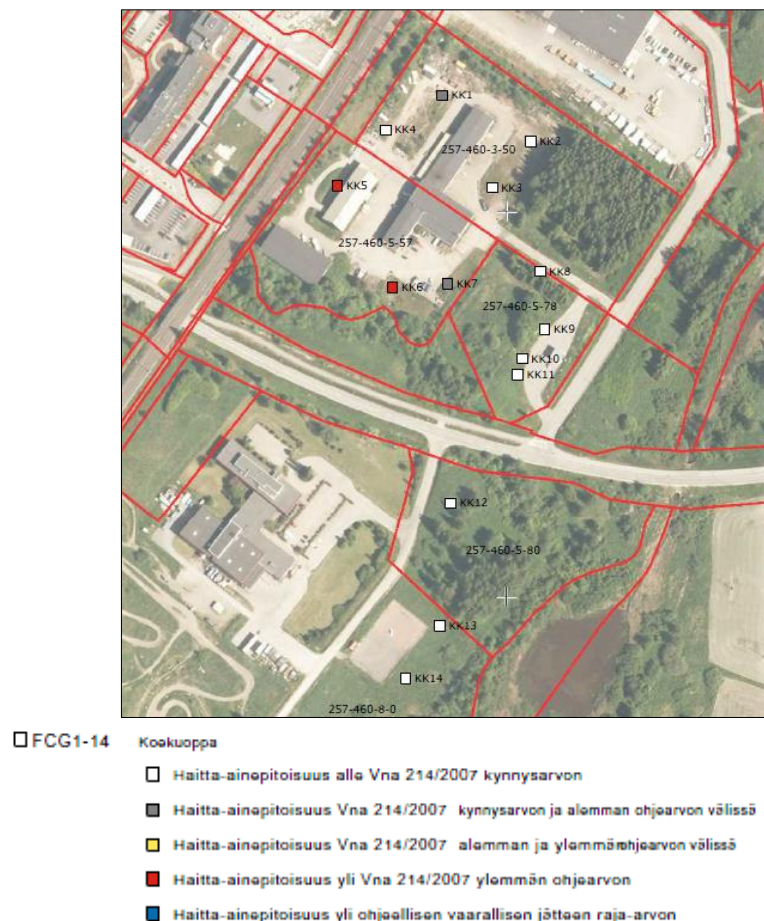 KK1
KK4
KK2
257-460-3-50
KK5
KK3
257-460-5-57
KK8
KK6
KK7
257-460-5-78
KK9
KK10
KK11
KK12
257-460-5-80
KK13
KK14
257-460-8-0
FCG1-14 Koekuoppa
Haitta-ainepitoisuus alle Vna 214/2007 kynnysarvon
Haitta-ainepitoisuus Vna 214/2007 kynnysarvon ja alemman ohjearvon välissä
Haitta-ainepitoisuus Vna 214/2007 alemman ja ylemmän ohjearvon välissä
Haitta-ainepitoisuus yli Vna 214/2007 ylemmän ohjearvon
Haitta-ainepitoisuus yli ohjeellisen vaarallisen jätteen raja-arvon